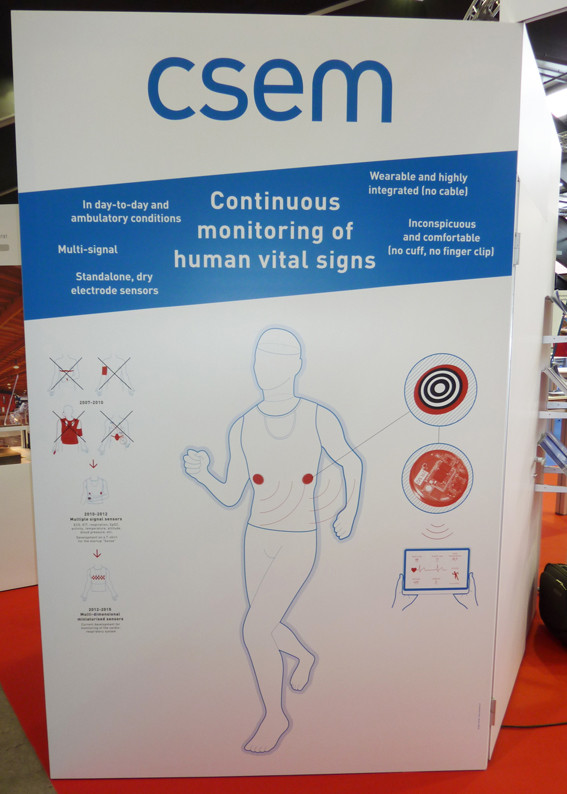 csem
In day-to-day and
ambulatory conditions
Multi-signal
Standalone, dry
electrode sensors
Continuous
monitoring of
human vital signs
Wearable and highly
integrated (no cable)
Inconspicuous
and comfortable
(no cuff, no finger clip)
2007-2010
2010-2013
Multiple signal sensors
2013-2015
Multi-dimensional
miniaturised sensors